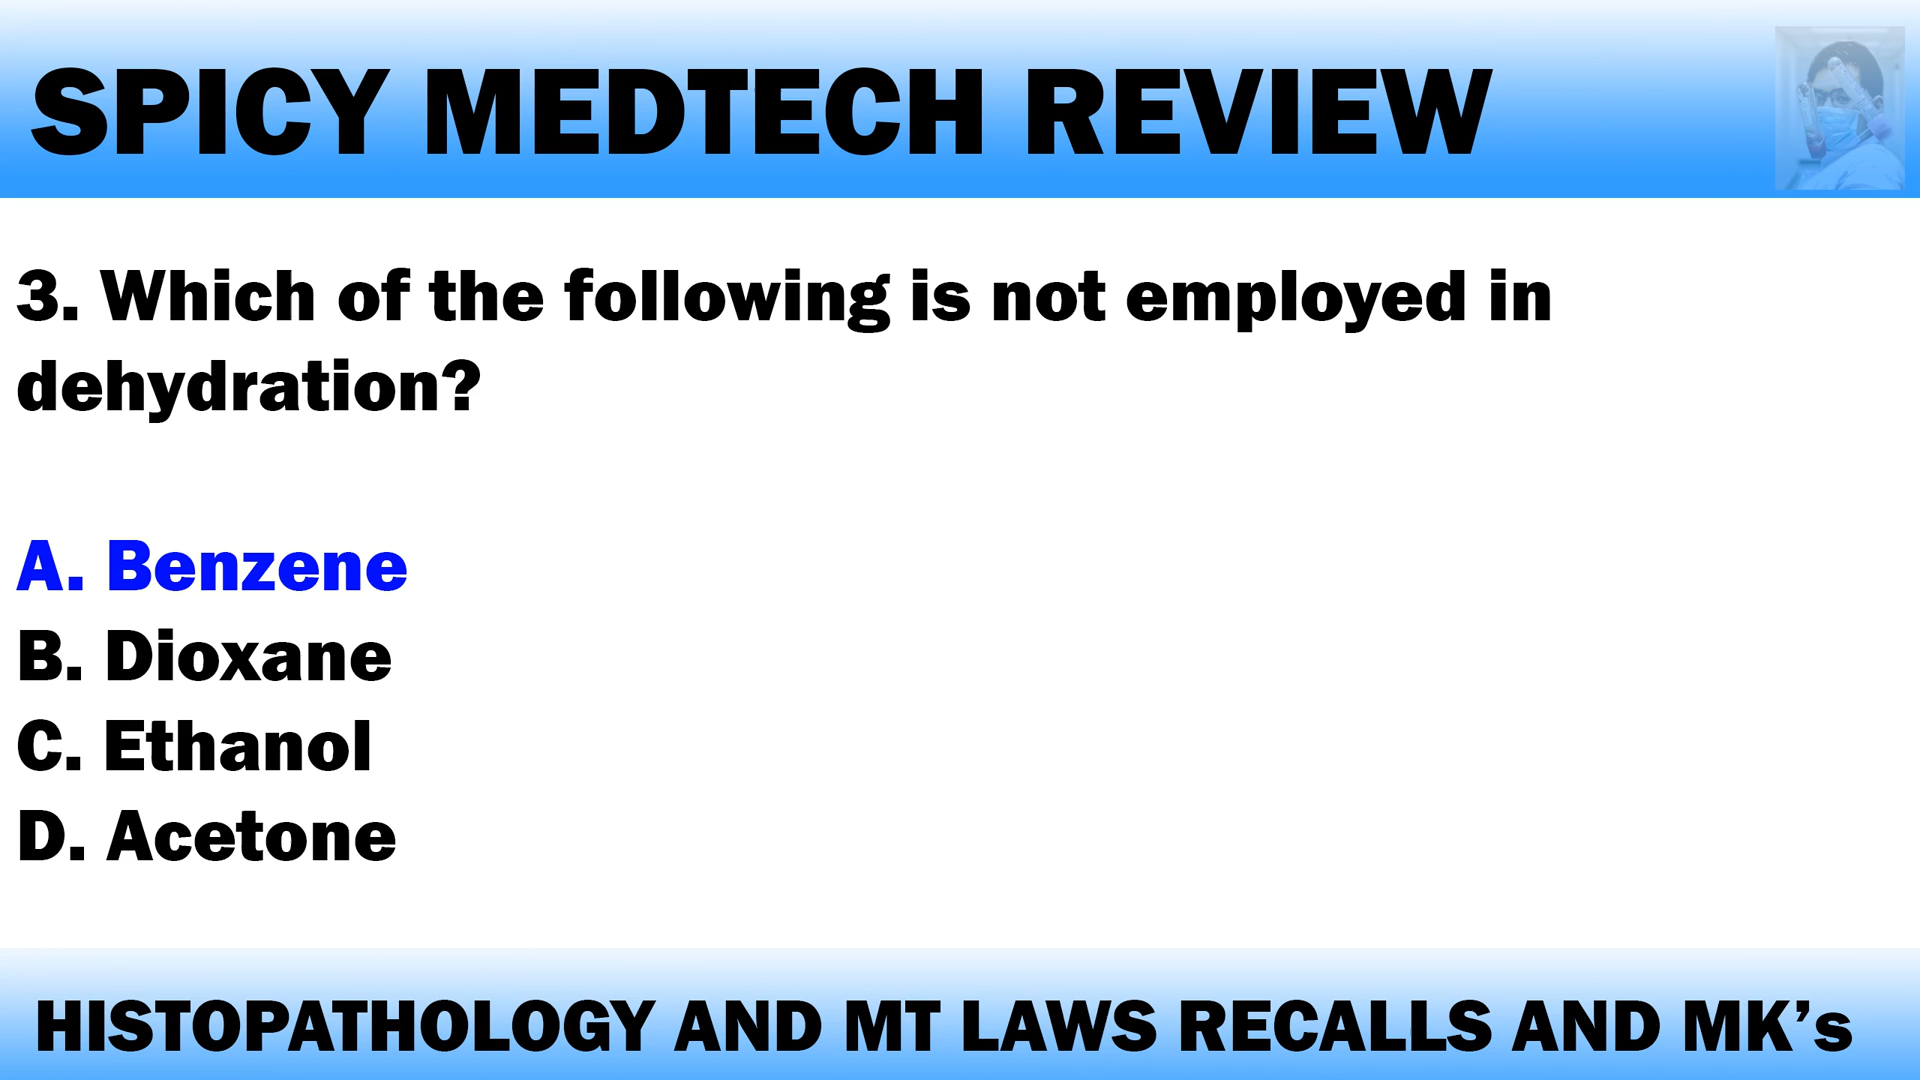 SPICY MEDTECH REVIEW
3. Which of the following is not employed in
dehydration?
A. Benzene
B. Dioxane
C. Ethanol
D. Acetone
HISTOPATHOLOGY AND MT LAWS RECALLS AND MK’s